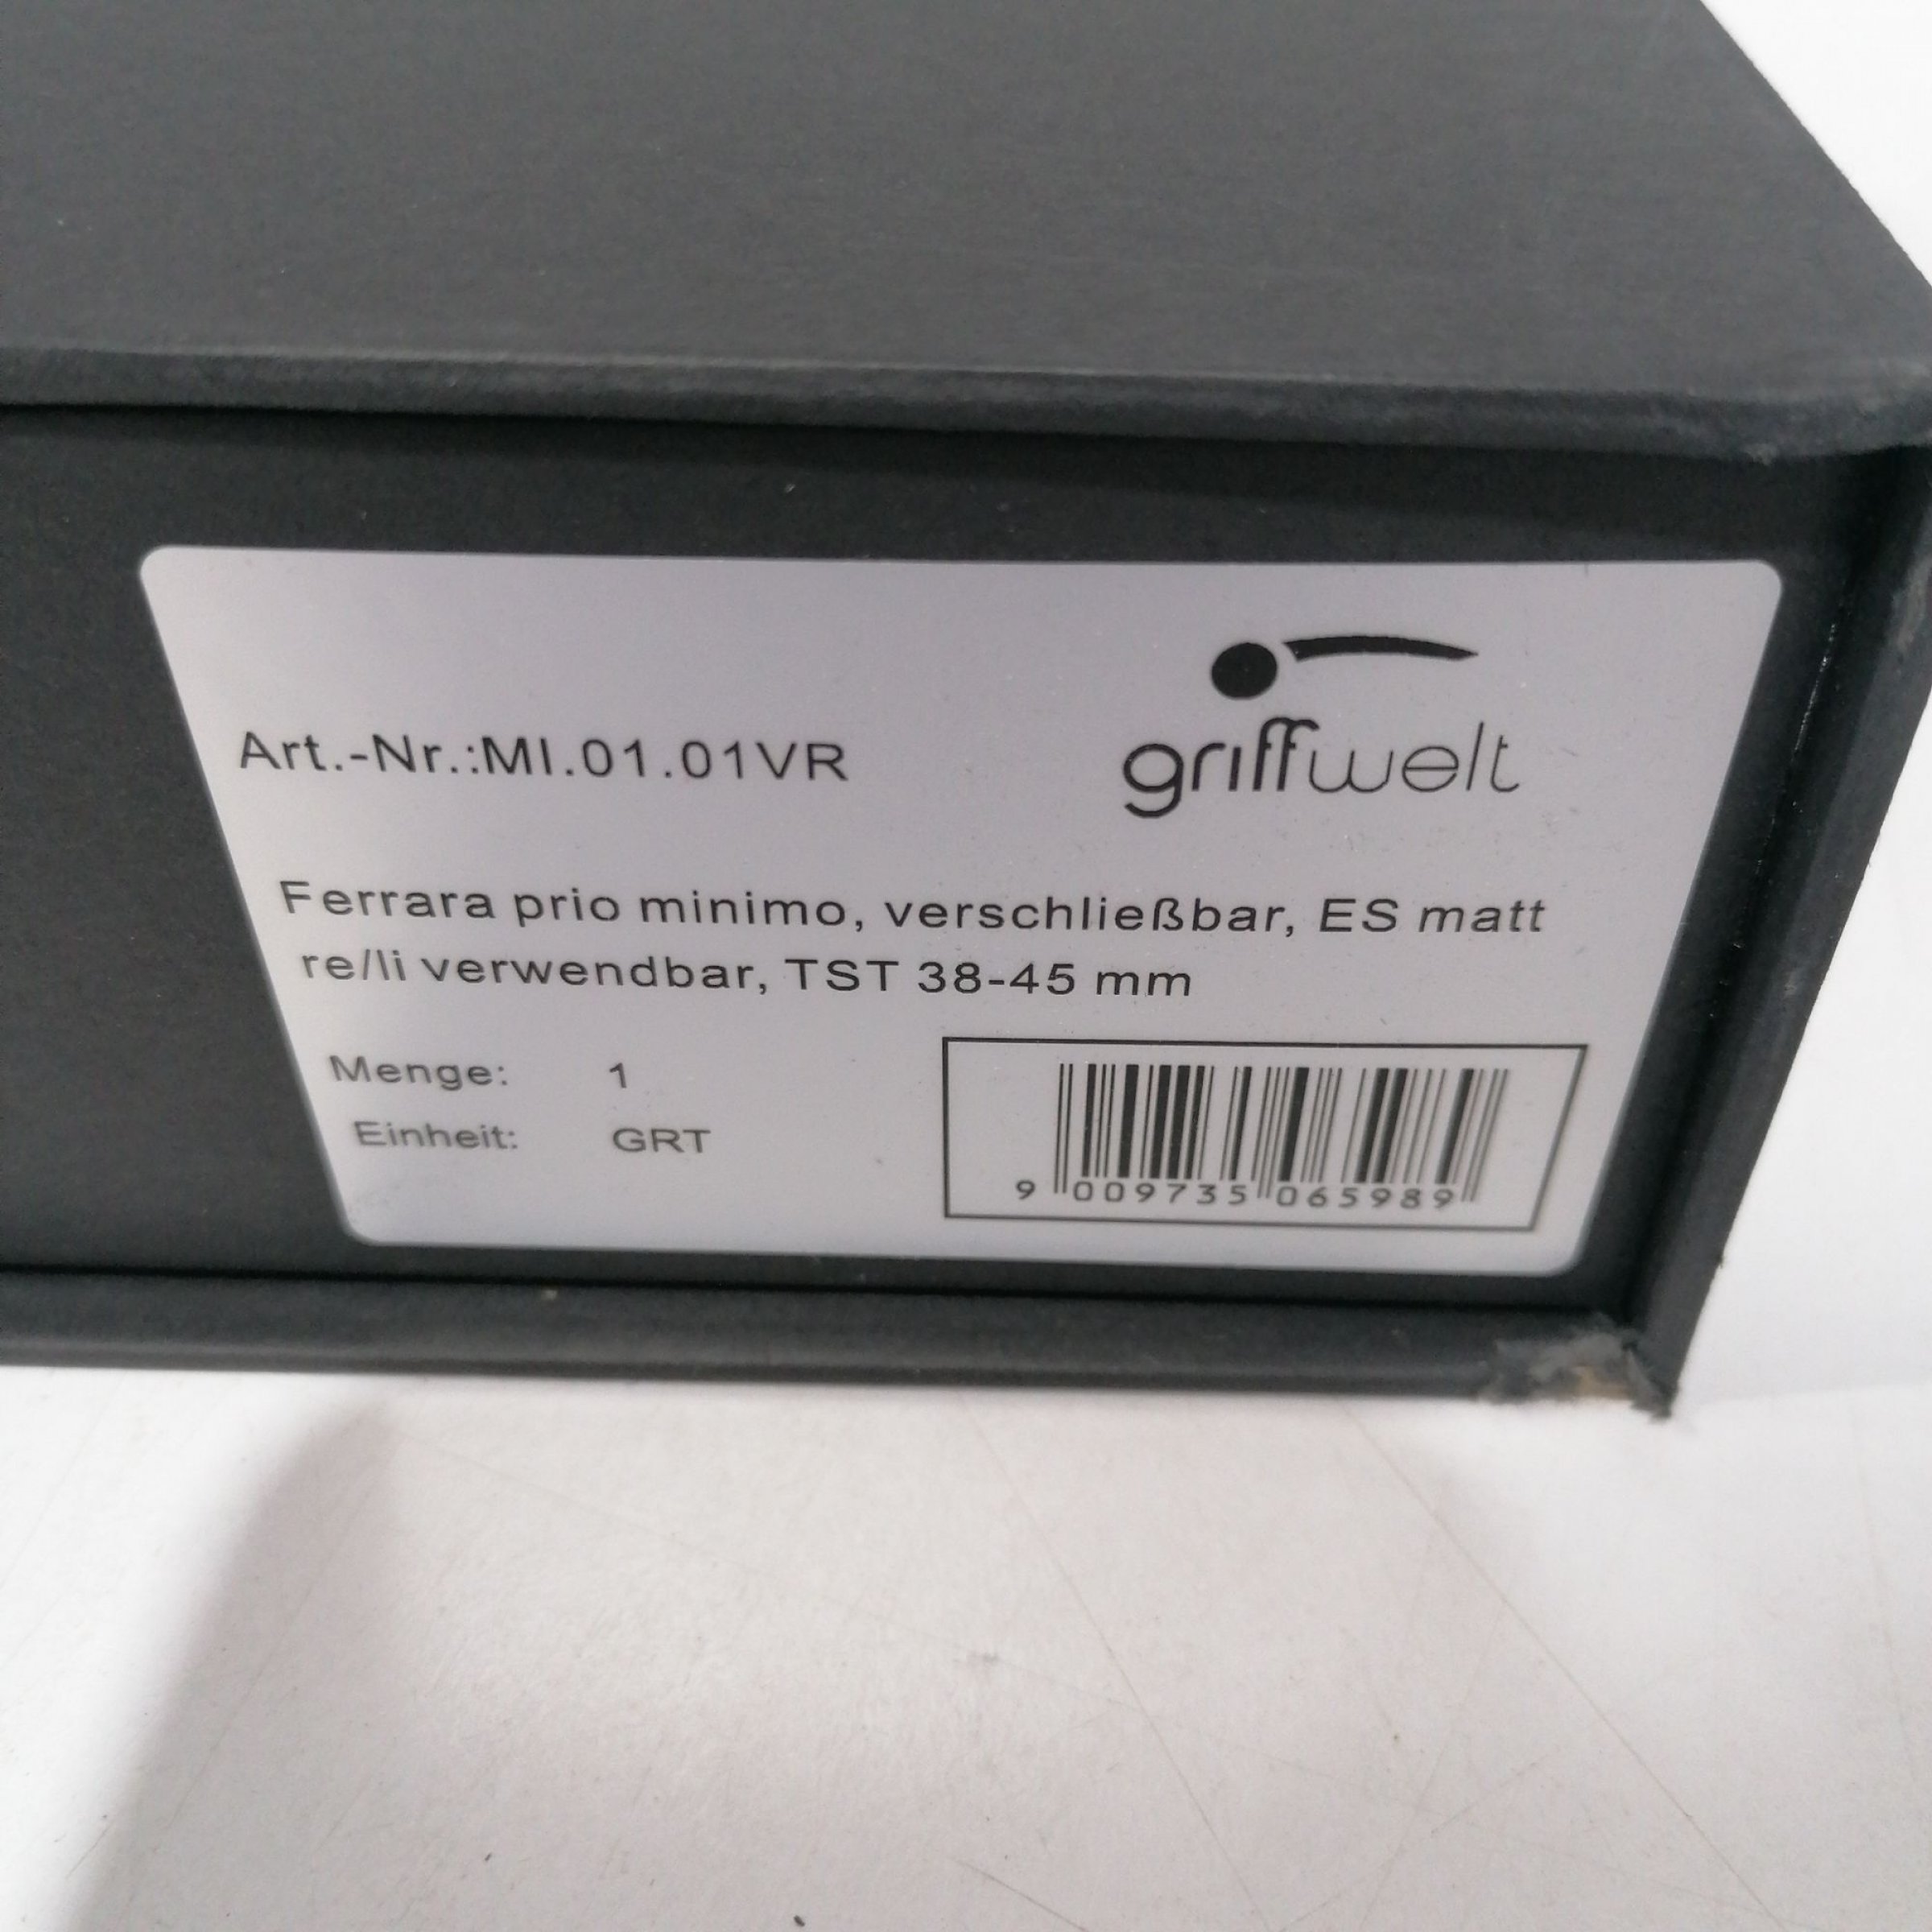 Art.-Nr.:MI.01.01VR
griffwelt
Ferrara prio minimo, verschließbar, ES matt
re/li verwendbar, TST 38-45 mm
Menge: 1
Einheit: GRT
9 009735 065989